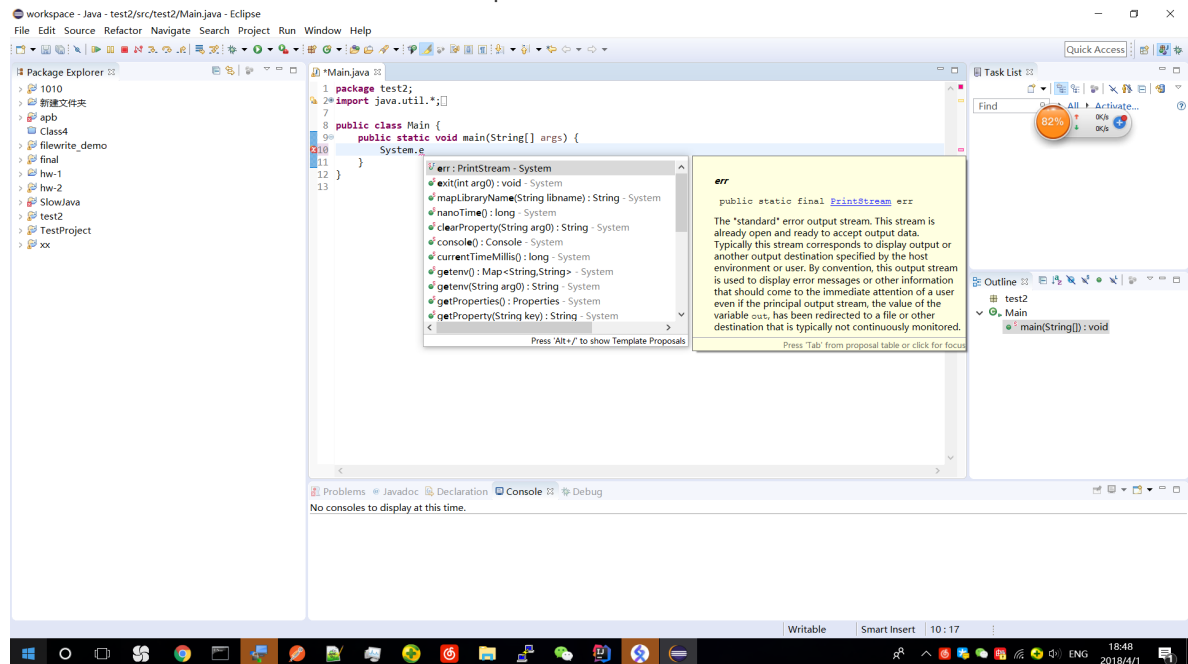 workspace - Java - test2/src/test2/Main.java - Eclipse
File Edit Source Refactor Navigate Search Project Run Window Help
Quick Access
Package Explorer
1010
新建文件夹
apb
Class4
filewrite_demo
final
hw-1
hw-2
SlowJava
test2
TestProject
xx
*Main.java
1 package test2;
2 import java.util.*;
7
8 public class Main {
9 public static void main(String[] args) {
10 System.e
11 }
12 }
13
err : PrintStream - System
exit(int arg0) : void - System
mapLibraryName(String libname) : String - System
nanoTime() : long - System
clearProperty(String arg0) : String - System
console() : Console - System
currentTimeMillis() : long - System
getenv() : Map<String,String> - System
getenv(String arg0) : String - System
getProperties() : Properties - System
getProperty(String key) : String - System
Press 'Alt+/' to show Template Proposals
err
public static final PrintStream err
The "standard" error output stream. This stream is
already open and ready to accept output data.
Typically this stream corresponds to display output or
another output destination specified by the host
environment or user. By convention, this output stream
is used to display error messages or other information
that should come to the immediate attention of a user
even if the principal output stream, the value of the
variable out, has been redirected to a file or other
destination that is typically not continuously monitored.
Press 'Tab' from proposal table or click for focus
Task List
Find All Activate...
82% 0K/s
0K/s
Outline
test2
Main
main(String[]) : void
Problems Javadoc Declaration Console Debug
No consoles to display at this time.
Writable Smart Insert 10 : 17
ENG
18:48
2018/4/1